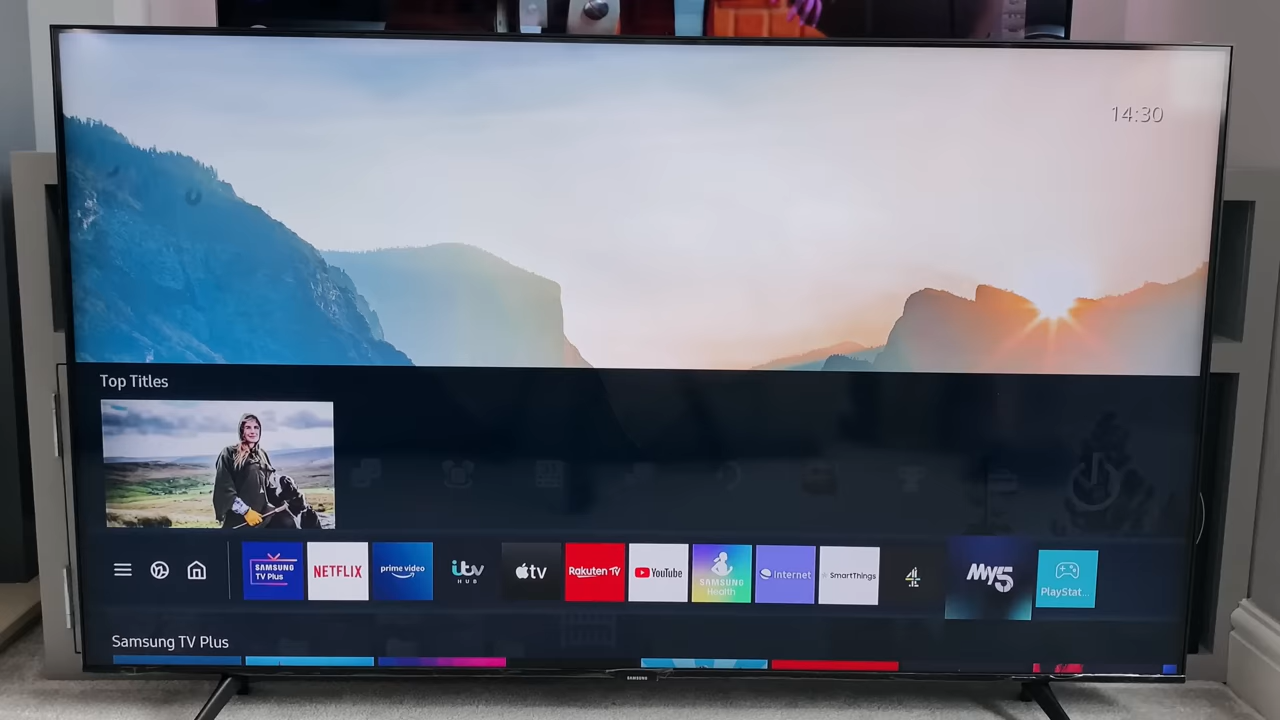 14:30
Top Titles
SAMSUNG
TV Plus
NETFLIX
prime video
itv
HUB
tv
Rakuten TV
YouTube
SAMSUNG
Health
Internet
SmartThings
4
My5
PlayStat...
Samsung TV Plus
SAMSUNG